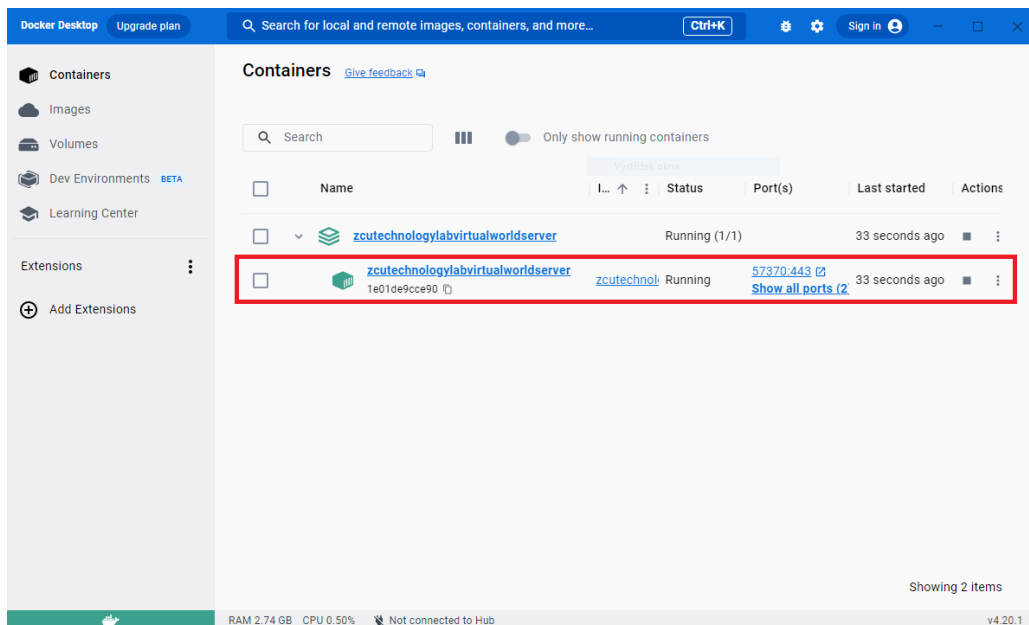 Docker Desktop Upgrade plan Search for local and remote images, containers, and more... Ctrl+K Sign in
Containers
Images
Volumes
Dev Environments BETA
Learning Center
Extensions
Add Extensions
Containers Give feedback
Search Only show running containers
Výstřižek okna
Name I... Status Port(s) Last started Actions
zcutechnologylabvirtualworldserver Running (1/1) 33 seconds ago
zcutechnologylabvirtualworldserver
1e01de9cce90
zcutechnol Running
57370:443
Show all ports (2
33 seconds ago
Showing 2 items
RAM 2.74 GB CPU 0.50% Not connected to Hub v4.20.1